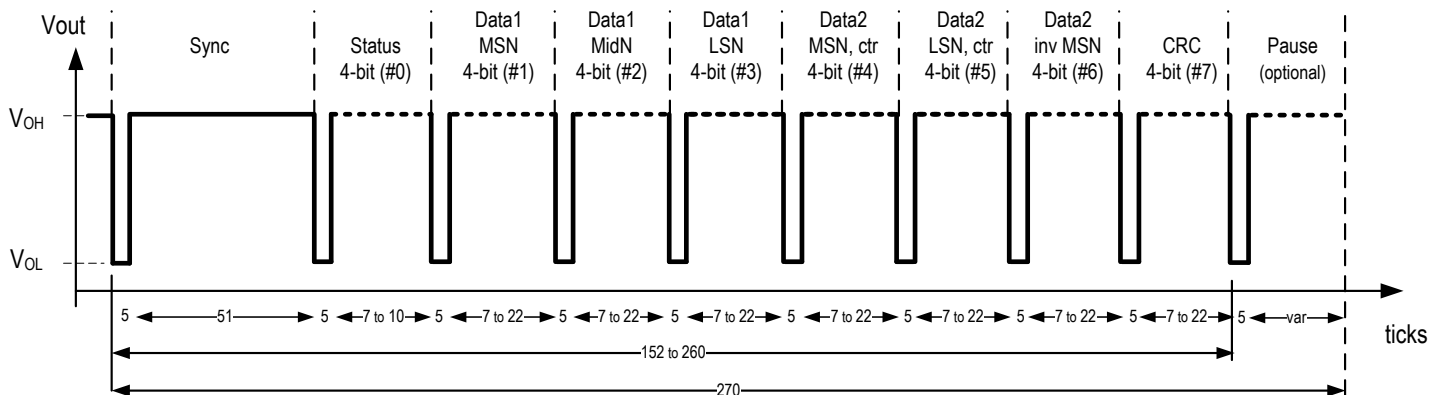 Vout
Sync
Status
4-bit (#0)
Data1
MSN
4-bit (#1)
Data1
MidN
4-bit (#2)
Data1
LSN
4-bit (#3)
Data2
MSN, ctr
4-bit (#4)
Data2
LSN, ctr
4-bit (#5)
Data2
inv MSN
4-bit (#6)
CRC
4-bit (#7)
Pause
(optional)
VOH
VOL
5 51 5 7 to 10 5 7 to 22 5 7 to 22 5 7 to 22 5 7 to 22 5 7 to 22 5 7 to 22 5 7 to 22 5 var
ticks
152 to 260
270